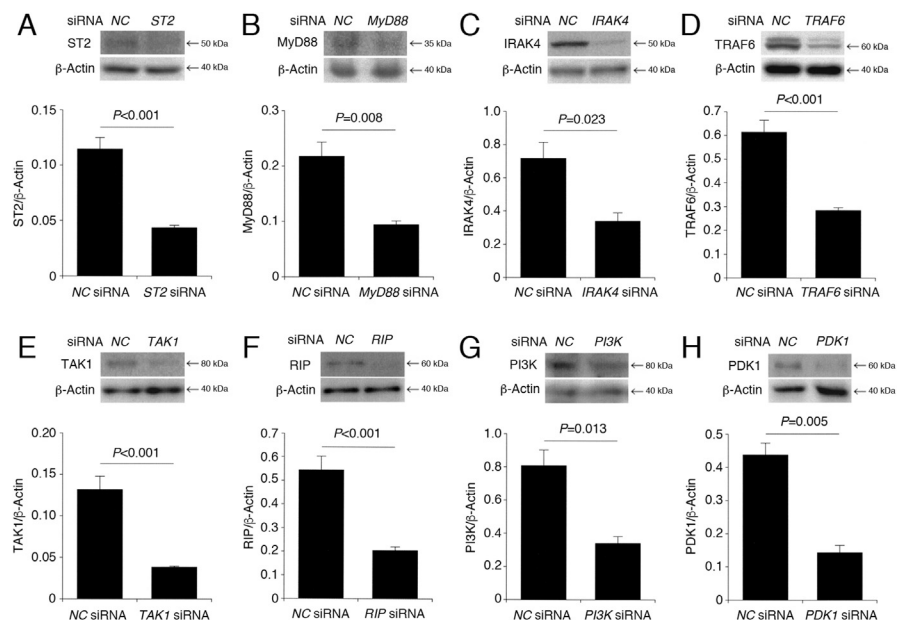 A siRNA NC ST2
ST2 ← 50 kDa
β-Actin ← 40 kDa
P<0.001
0.15
0.10
0.05
0
ST2/β-Actin
NC siRNA ST2 siRNA
B siRNA NC MyD88
MyD88 ← 35 kDa
β-Actin ← 40 kDa
P=0.008
0.3
0.2
0.1
0
MyD88/β-Actin
NC siRNA MyD88 siRNA
C siRNA NC IRAK4
IRAK4 ← 50 kDa
β-Actin ← 40 kDa
P=0.023
1.0
0.8
0.6
0.4
0.2
0
IRAK4/β-Actin
NC siRNA IRAK4 siRNA
D siRNA NC TRAF6
TRAF6 ← 60 kDa
β-Actin ← 40 kDa
P<0.001
0.7
0.6
0.5
0.4
0.3
0.2
0.1
0
TRAF6/β-Actin
NC siRNA TRAF6 siRNA
E siRNA NC TAK1
TAK1 ← 80 kDa
β-Actin ← 40 kDa
P<0.001
0.20
0.15
0.10
0.05
0.00
TAK1/β-Actin
NC siRNA TAK1 siRNA
F siRNA NC RIP
RIP ← 60 kDa
β-Actin ← 40 kDa
P<0.001
0.7
0.6
0.5
0.4
0.3
0.2
0.1
0
RIP/β-Actin
NC siRNA RIP siRNA
G siRNA NC PI3K
PI3K ← 80 kDa
β-Actin ← 40 kDa
P=0.013
1.0
0.8
0.6
0.4
0.2
0
PI3K/β-Actin
NC siRNA PI3K siRNA
H siRNA NC PDK1
PDK1 ← 60 kDa
β-Actin ← 40 kDa
P=0.005
0.5
0.4
0.3
0.2
0.1
0
PDK1/β-Actin
NC siRNA PDK1 siRNA